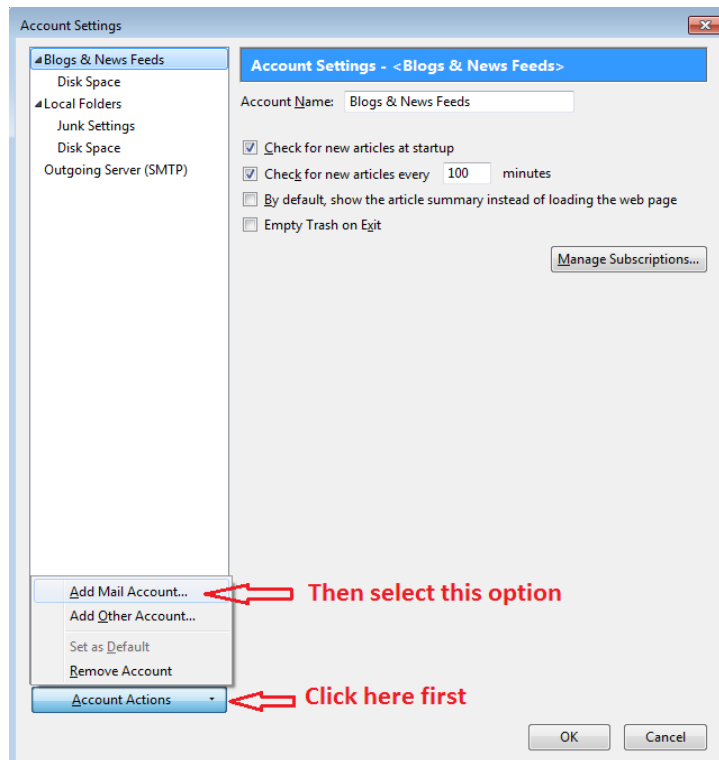 Account Settings
Blogs & News Feeds
Disk Space
Local Folders
Junk Settings
Disk Space
Outgoing Server (SMTP)
Account Settings - <Blogs & News Feeds>
Account Name: Blogs & News Feeds
Check for new articles at startup
Check for new articles every 100 minutes
By default, show the article summary instead of loading the web page
Empty Trash on Exit
Manage Subscriptions...
Add Mail Account... Then select this option
Add Other Account...
Set as Default
Remove Account
Account Actions Click here first
OK Cancel